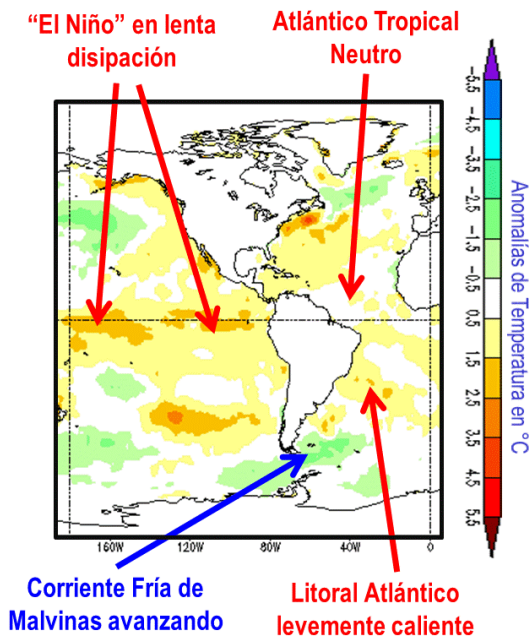 “El Niño” en lenta
disipación
Atlántico Tropical
Neutro
-5.5
-4.5
-3.5
-2.5
-1.5
-0.5
0.5
1.5
2.5
3.5
4.5
5.5
Anomalías de Temperatura en °C
160W
120W
80W
40W
0
Corriente Fría de
Malvinas avanzando
Litoral Atlántico
levemente caliente